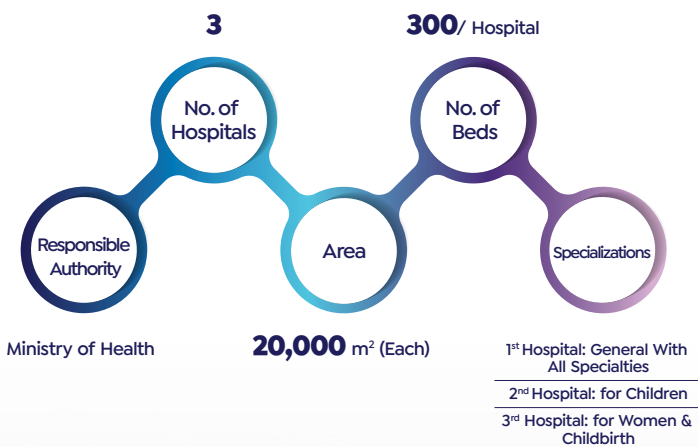 3
300/ Hospital
No. of
Hospitals
No. of
Beds
Responsible
Authority
Area
Specializations
Ministry of Health
20,000 m² (Each)
1st Hospital: General With
All Specialties
2nd Hospital: for Children
3rd Hospital: for Women &
Childbirth